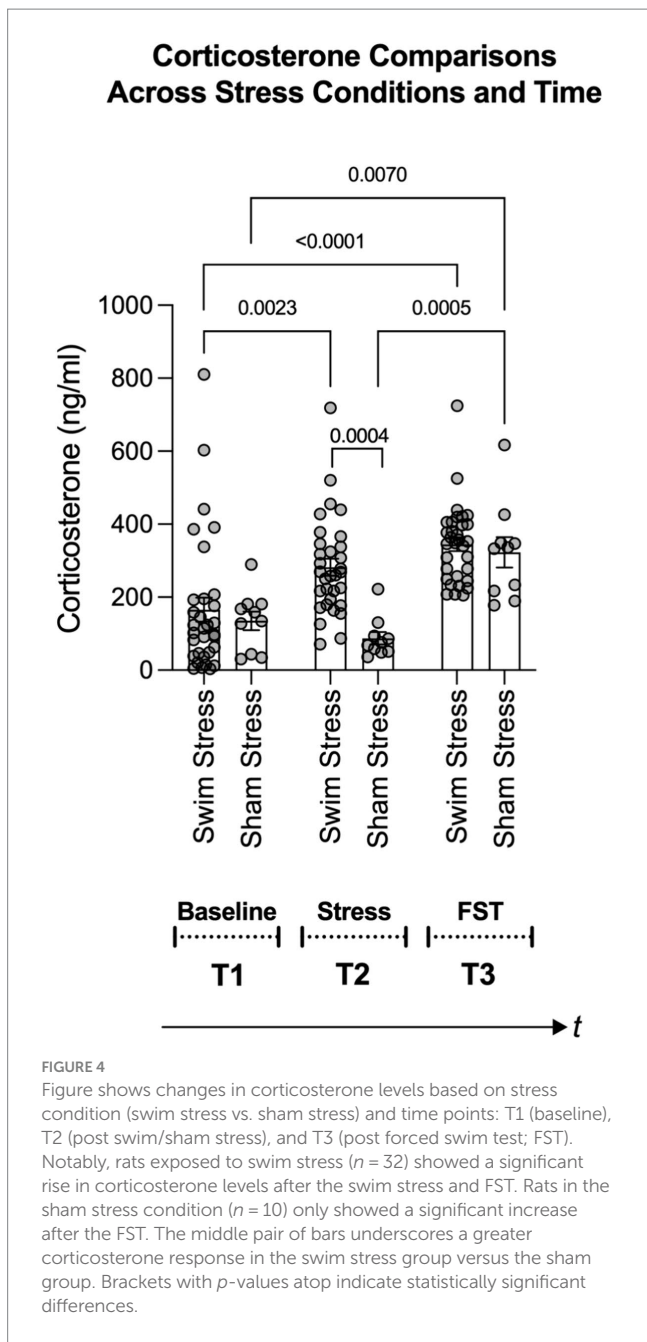 Corticosterone Comparisons
Across Stress Conditions and Time
0.0070
<0.0001
0.0023
0.0005
0.0004
Corticosterone (ng/ml)
1000
800
600
400
200
0
Swim Stress
Sham Stress
Swim Stress
Sham Stress
Swim Stress
Sham Stress
Baseline
Stress
FST
T1
T2
T3
t
FIGURE 4
Figure shows changes in corticosterone levels based on stress
condition (swim stress vs. sham stress) and time points: T1 (baseline),
T2 (post swim/sham stress), and T3 (post forced swim test; FST).
Notably, rats exposed to swim stress (n = 32) showed a significant
rise in corticosterone levels after the swim stress and FST. Rats in the
sham stress condition (n = 10) only showed a significant increase
after the FST. The middle pair of bars underscores a greater
corticosterone response in the swim stress group versus the sham
group. Brackets with p-values atop indicate statistically significant
differences.